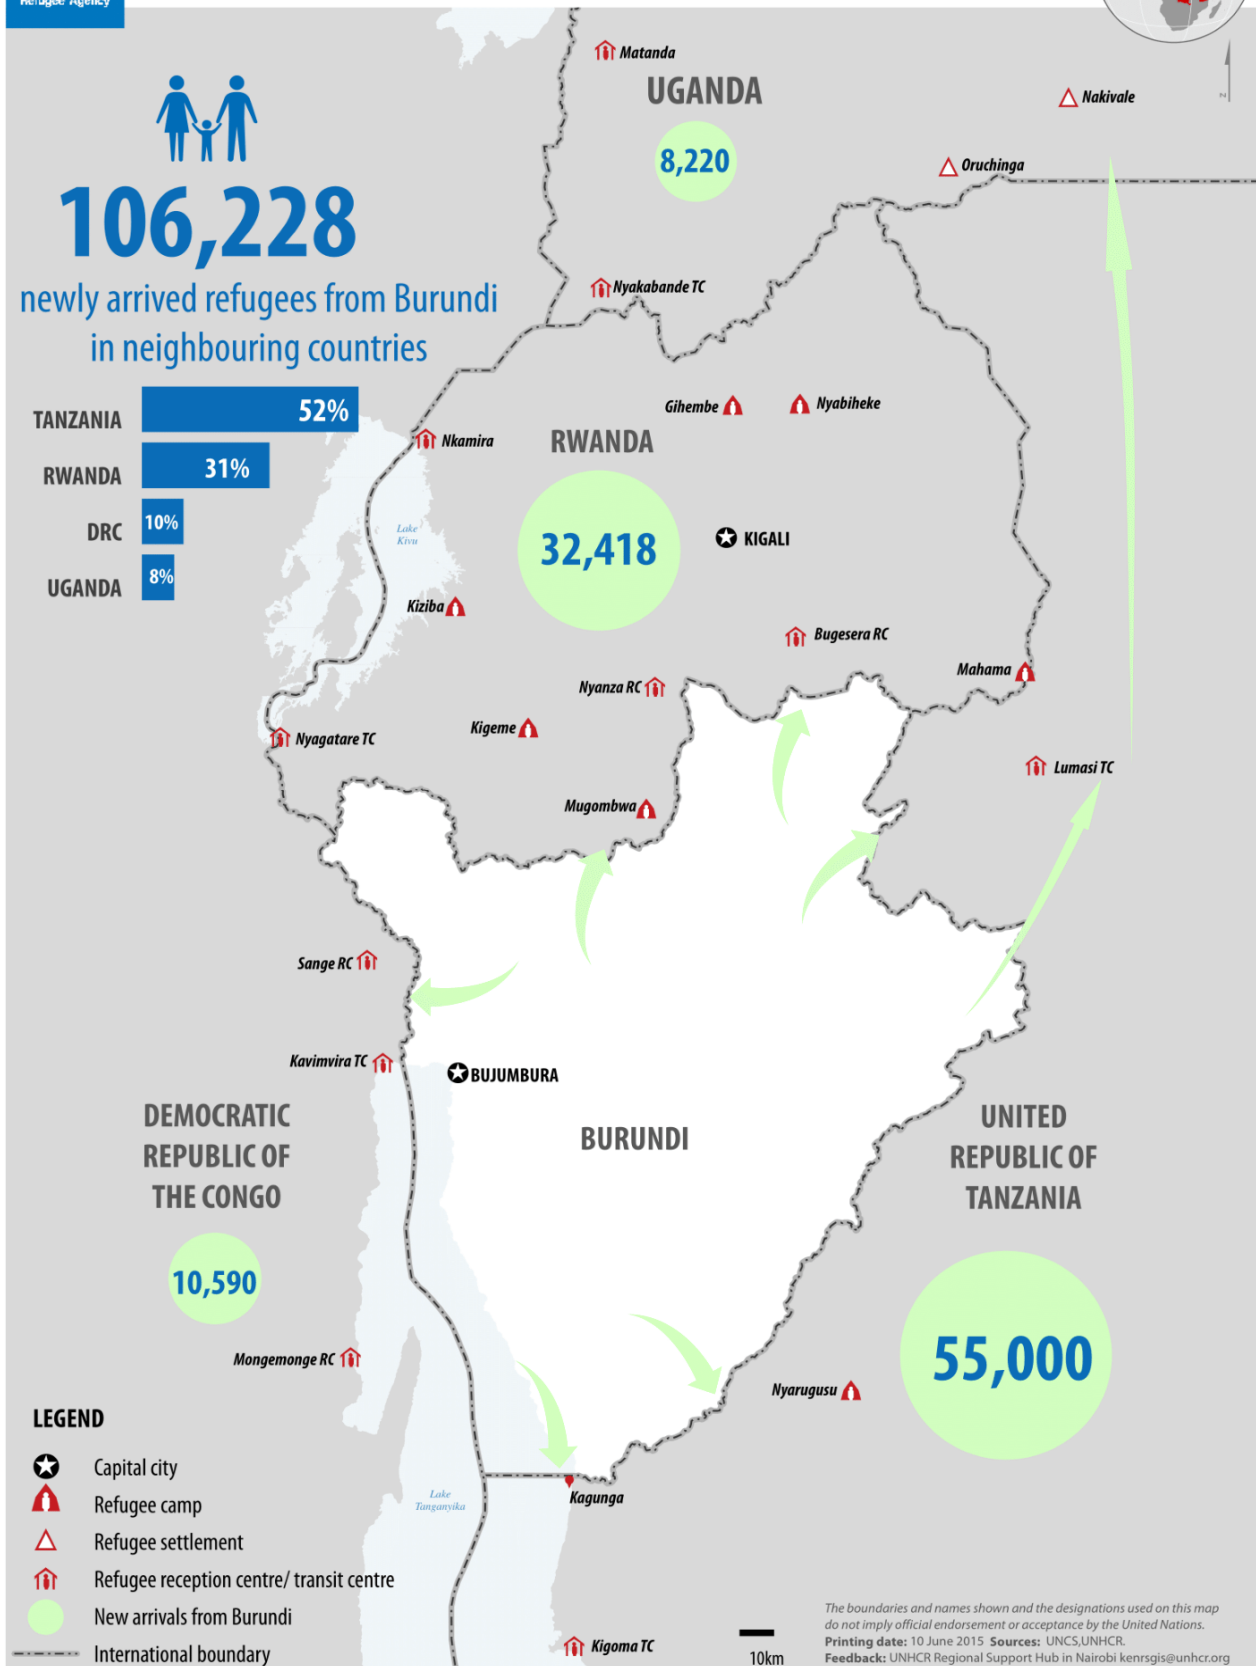 Refugee Agency
106,228
newly arrived refugees from Burundi
in neighbouring countries
TANZANIA 52%
RWANDA 31%
DRC 10%
UGANDA 8%
Matanda
UGANDA
8,220
Nakivale
N
Oruchinga
Nyakabande TC
Gihembe
Nyabiheke
Nkamira
RWANDA
32,418
KIGALI
Lake
Kivu
Kiziba
Bugesera RC
Mahama
Nyanza RC
Kigeme
Nyagatare TC
Lumasi TC
Mugombwa
Sange RC
Kavimvira TC
BUJUMBURA
DEMOCRATIC
REPUBLIC OF
THE CONGO
10,590
BURUNDI
UNITED
REPUBLIC OF
TANZANIA
55,000
Mongemonge RC
Nyarugusu
Kagunga
Lake
Tanganyika
Kigoma TC
LEGEND
Capital city
Refugee camp
Refugee settlement
Refugee reception centre/ transit centre
New arrivals from Burundi
International boundary
10km
The boundaries and names shown and the designations used on this map
do not imply official endorsement or acceptance by the United Nations.
Printing date: 10 June 2015 Sources: UNCS,UNHCR.
Feedback: UNHCR Regional Support Hub in Nairobi kenrsgis@unhcr.org